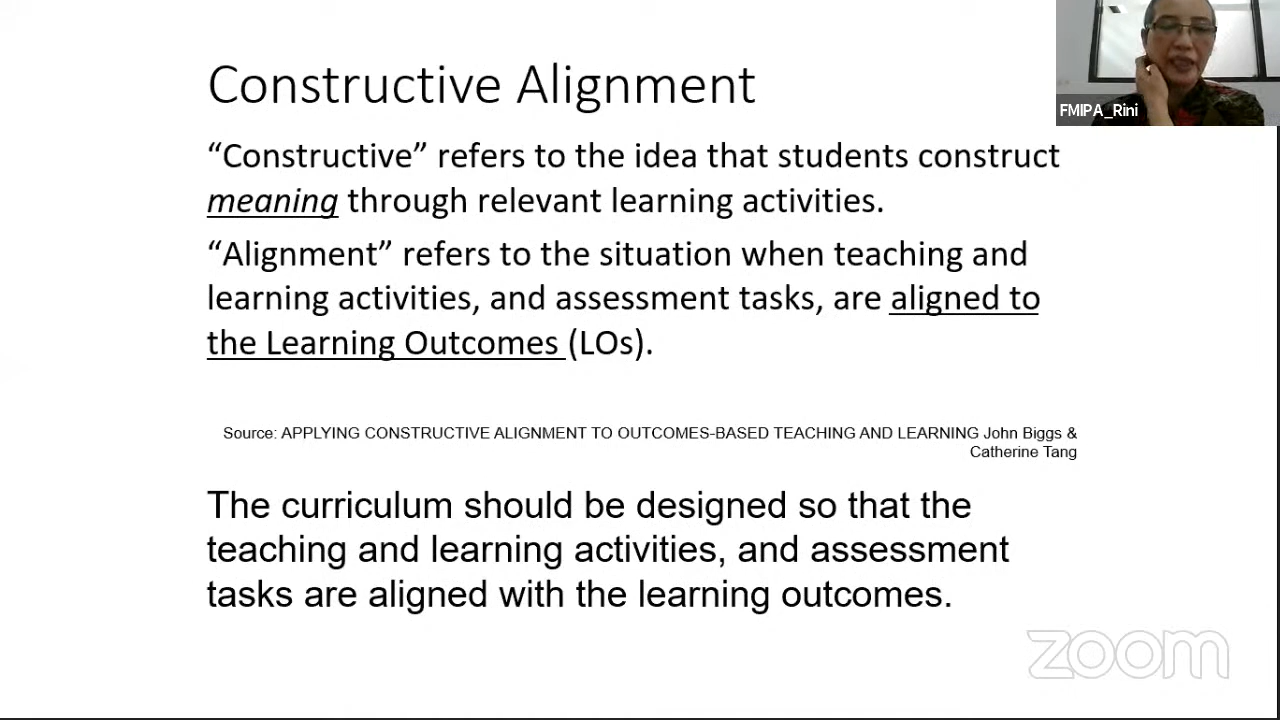 Constructive Alignment
“Constructive” refers to the idea that students construct
meaning through relevant learning activities.
“Alignment” refers to the situation when teaching and
learning activities, and assessment tasks, are aligned to
the Learning Outcomes (LOs).
Source: APPLYING CONSTRUCTIVE ALIGNMENT TO OUTCOMES-BASED TEACHING AND LEARNING John Biggs &
Catherine Tang
The curriculum should be designed so that the
teaching and learning activities, and assessment
tasks are aligned with the learning outcomes.
FMIPA_Rini
zoom